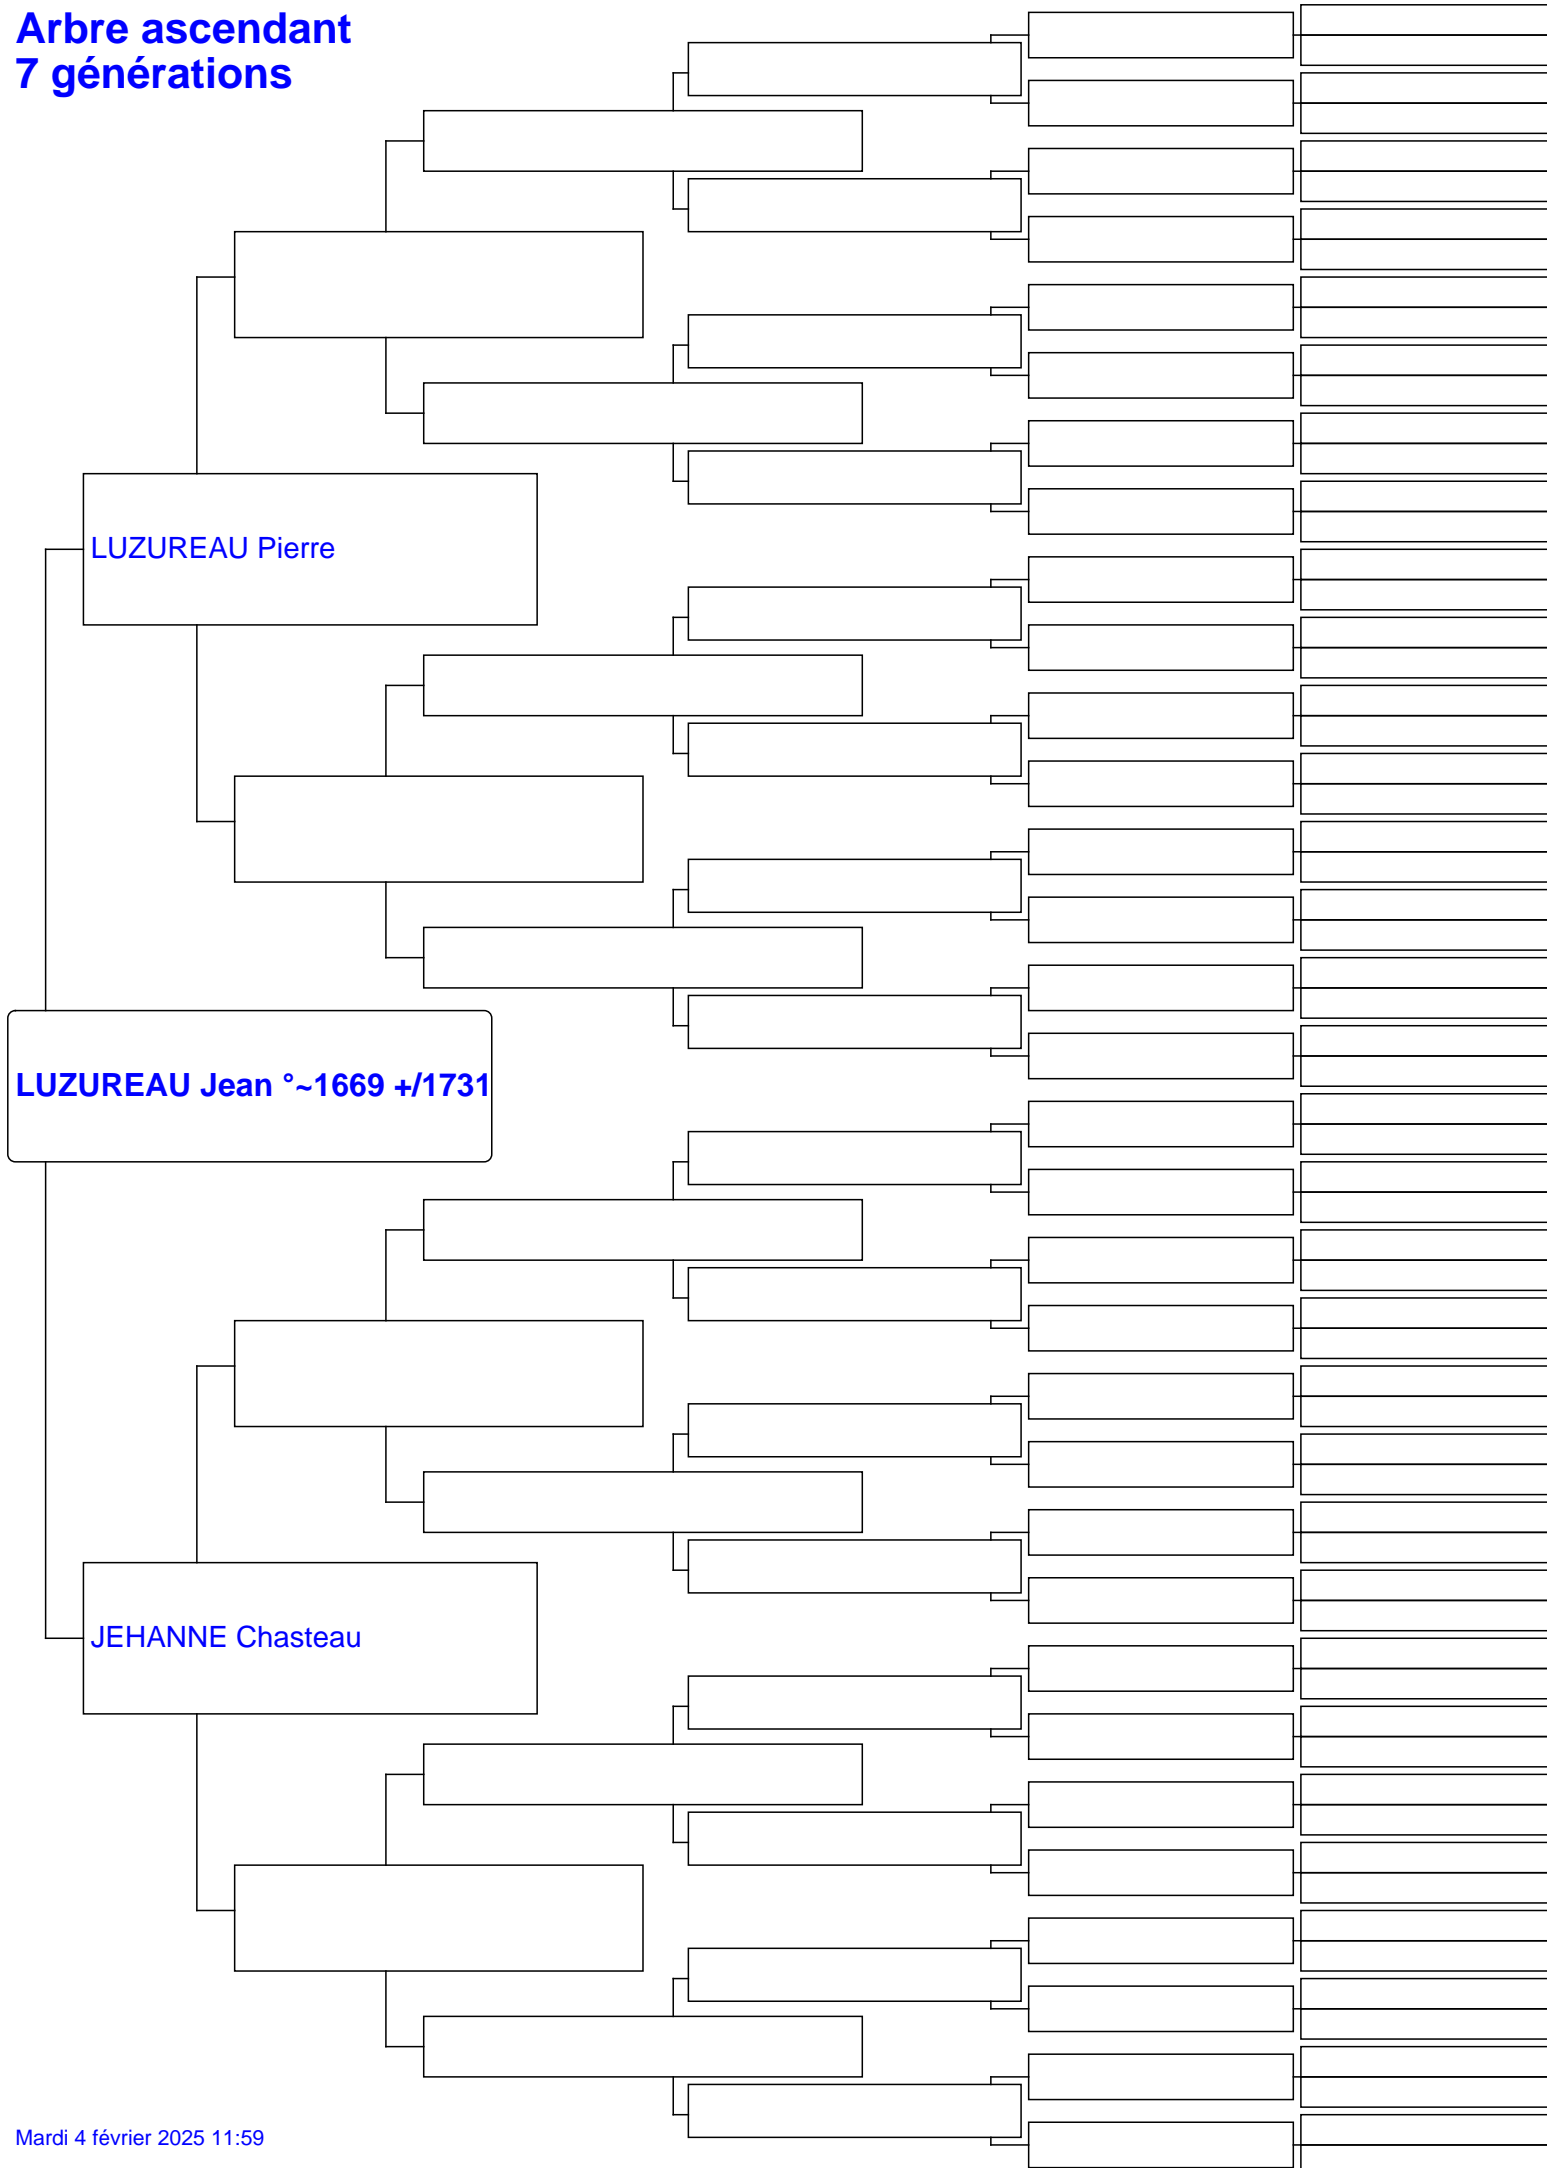 Arbre ascendant
7 générations
LUZUREAU Pierre
LUZUREAU Jean °~1669 +/1731
JEHANNE Chasteau
Mardi 4 février 2025 11:59